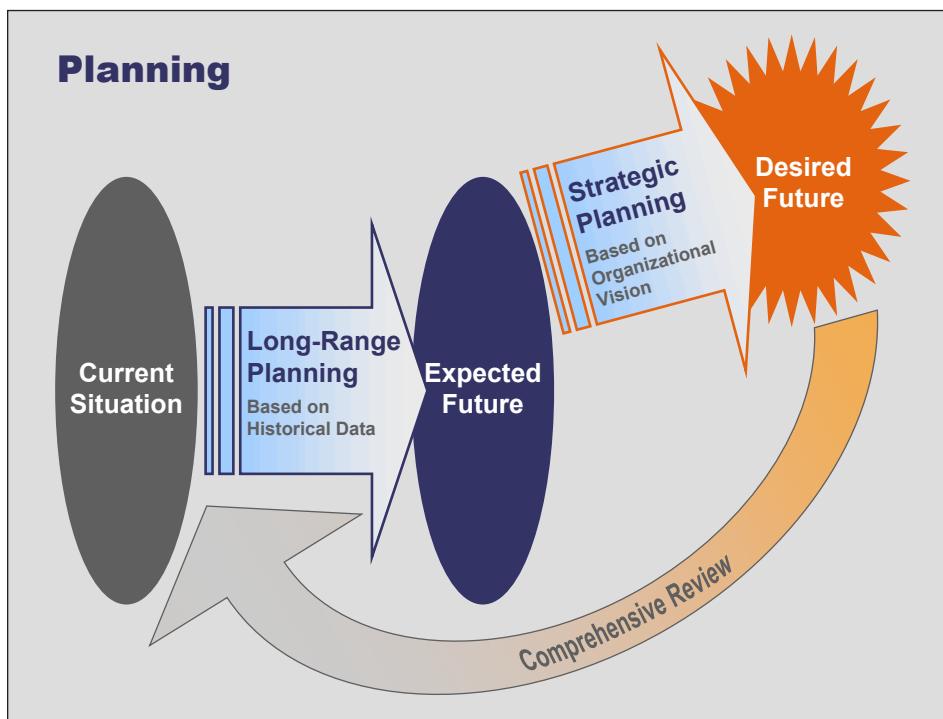 Planning
Current
Situation
Long-Range
Planning
Based on
Historical Data
Expected
Future
Strategic
Planning
Based on
Organizational
Vision
Desired
Future
Comprehensive Review